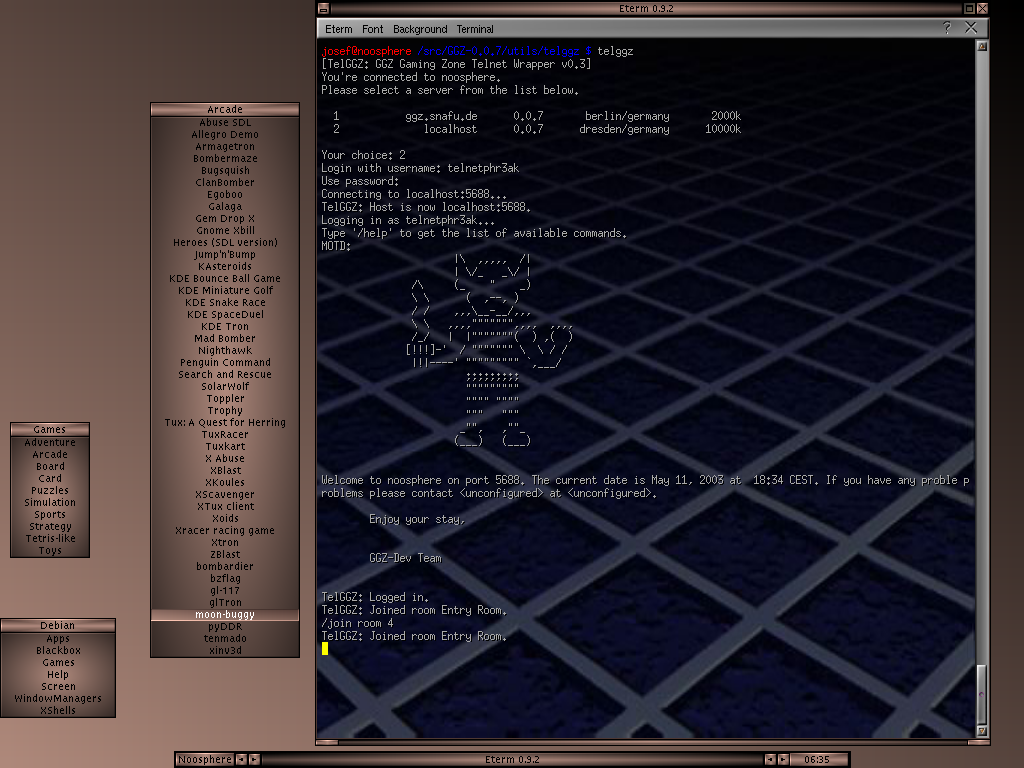 Eterm 0.9.2
Eterm Font Background Terminal
josef@noosphere /src/GGZ-0.0.7/utils/telggz $ telggz
[TelGGZ: GGZ Gaming Zone Telnet Wrapper v0.3]
You're connected to noosphere.
Please select a server from the list below.
1 ggz.snafu.de 0.0.7 berlin/germany 2000k
2 localhost 0.0.7 dresden/germany 10000k
Your choice: 2
Login with username: telnetphr3ak
Use password:
Connecting to localhost:5688...
TelGGZ: Host is now localhost:5688.
Logging in as telnetphr3ak...
Type '/help' to get the list of available commands.
MOTD:
Welcome to noosphere on port 5688. The current date is May 11, 2003 at  18:34 CEST. If you have any proble p
roblems please contact <unconfigured> at <unconfigured>.
Enjoy your stay,
GGZ-Dev Team
TelGGZ: Logged in.
TelGGZ: Joined room Entry Room.
/join room 4
TelGGZ: Joined room Entry Room.
Arcade
Abuse SDL
Allegro Demo
Armagetron
Bombermaze
Bugsquish
ClanBomber
Egoboo
Galaga
Gem Drop X
Gnome Xbill
Heroes (SDL version)
Jump'n'Bump
KAsteroids
KDE Bounce Ball Game
KDE Miniature Golf
KDE Snake Race
KDE SpaceDuel
KDE Tron
Mad Bomber
Nighthawk
Penguin Command
Search and Rescue
SolarWolf
Toppler
Trophy
Tux: A Quest for Herring
TuxRacer
Tuxkart
X Abuse
XBlast
XKoules
XScavenger
XTux client
Xoids
Xracer racing game
Xtron
ZBlast
bombardier
bzflag
gl-117
glTron
moon-buggy
pyDDR
tenmado
xinv3d
Games
Adventure
Arcade
Board
Card
Puzzles
Simulation
Sports
Strategy
Tetris-like
Toys
Debian
Apps
Blackbox
Games
Help
Screen
WindowManagers
XShells
Noosphere
Eterm 0.9.2
06:35